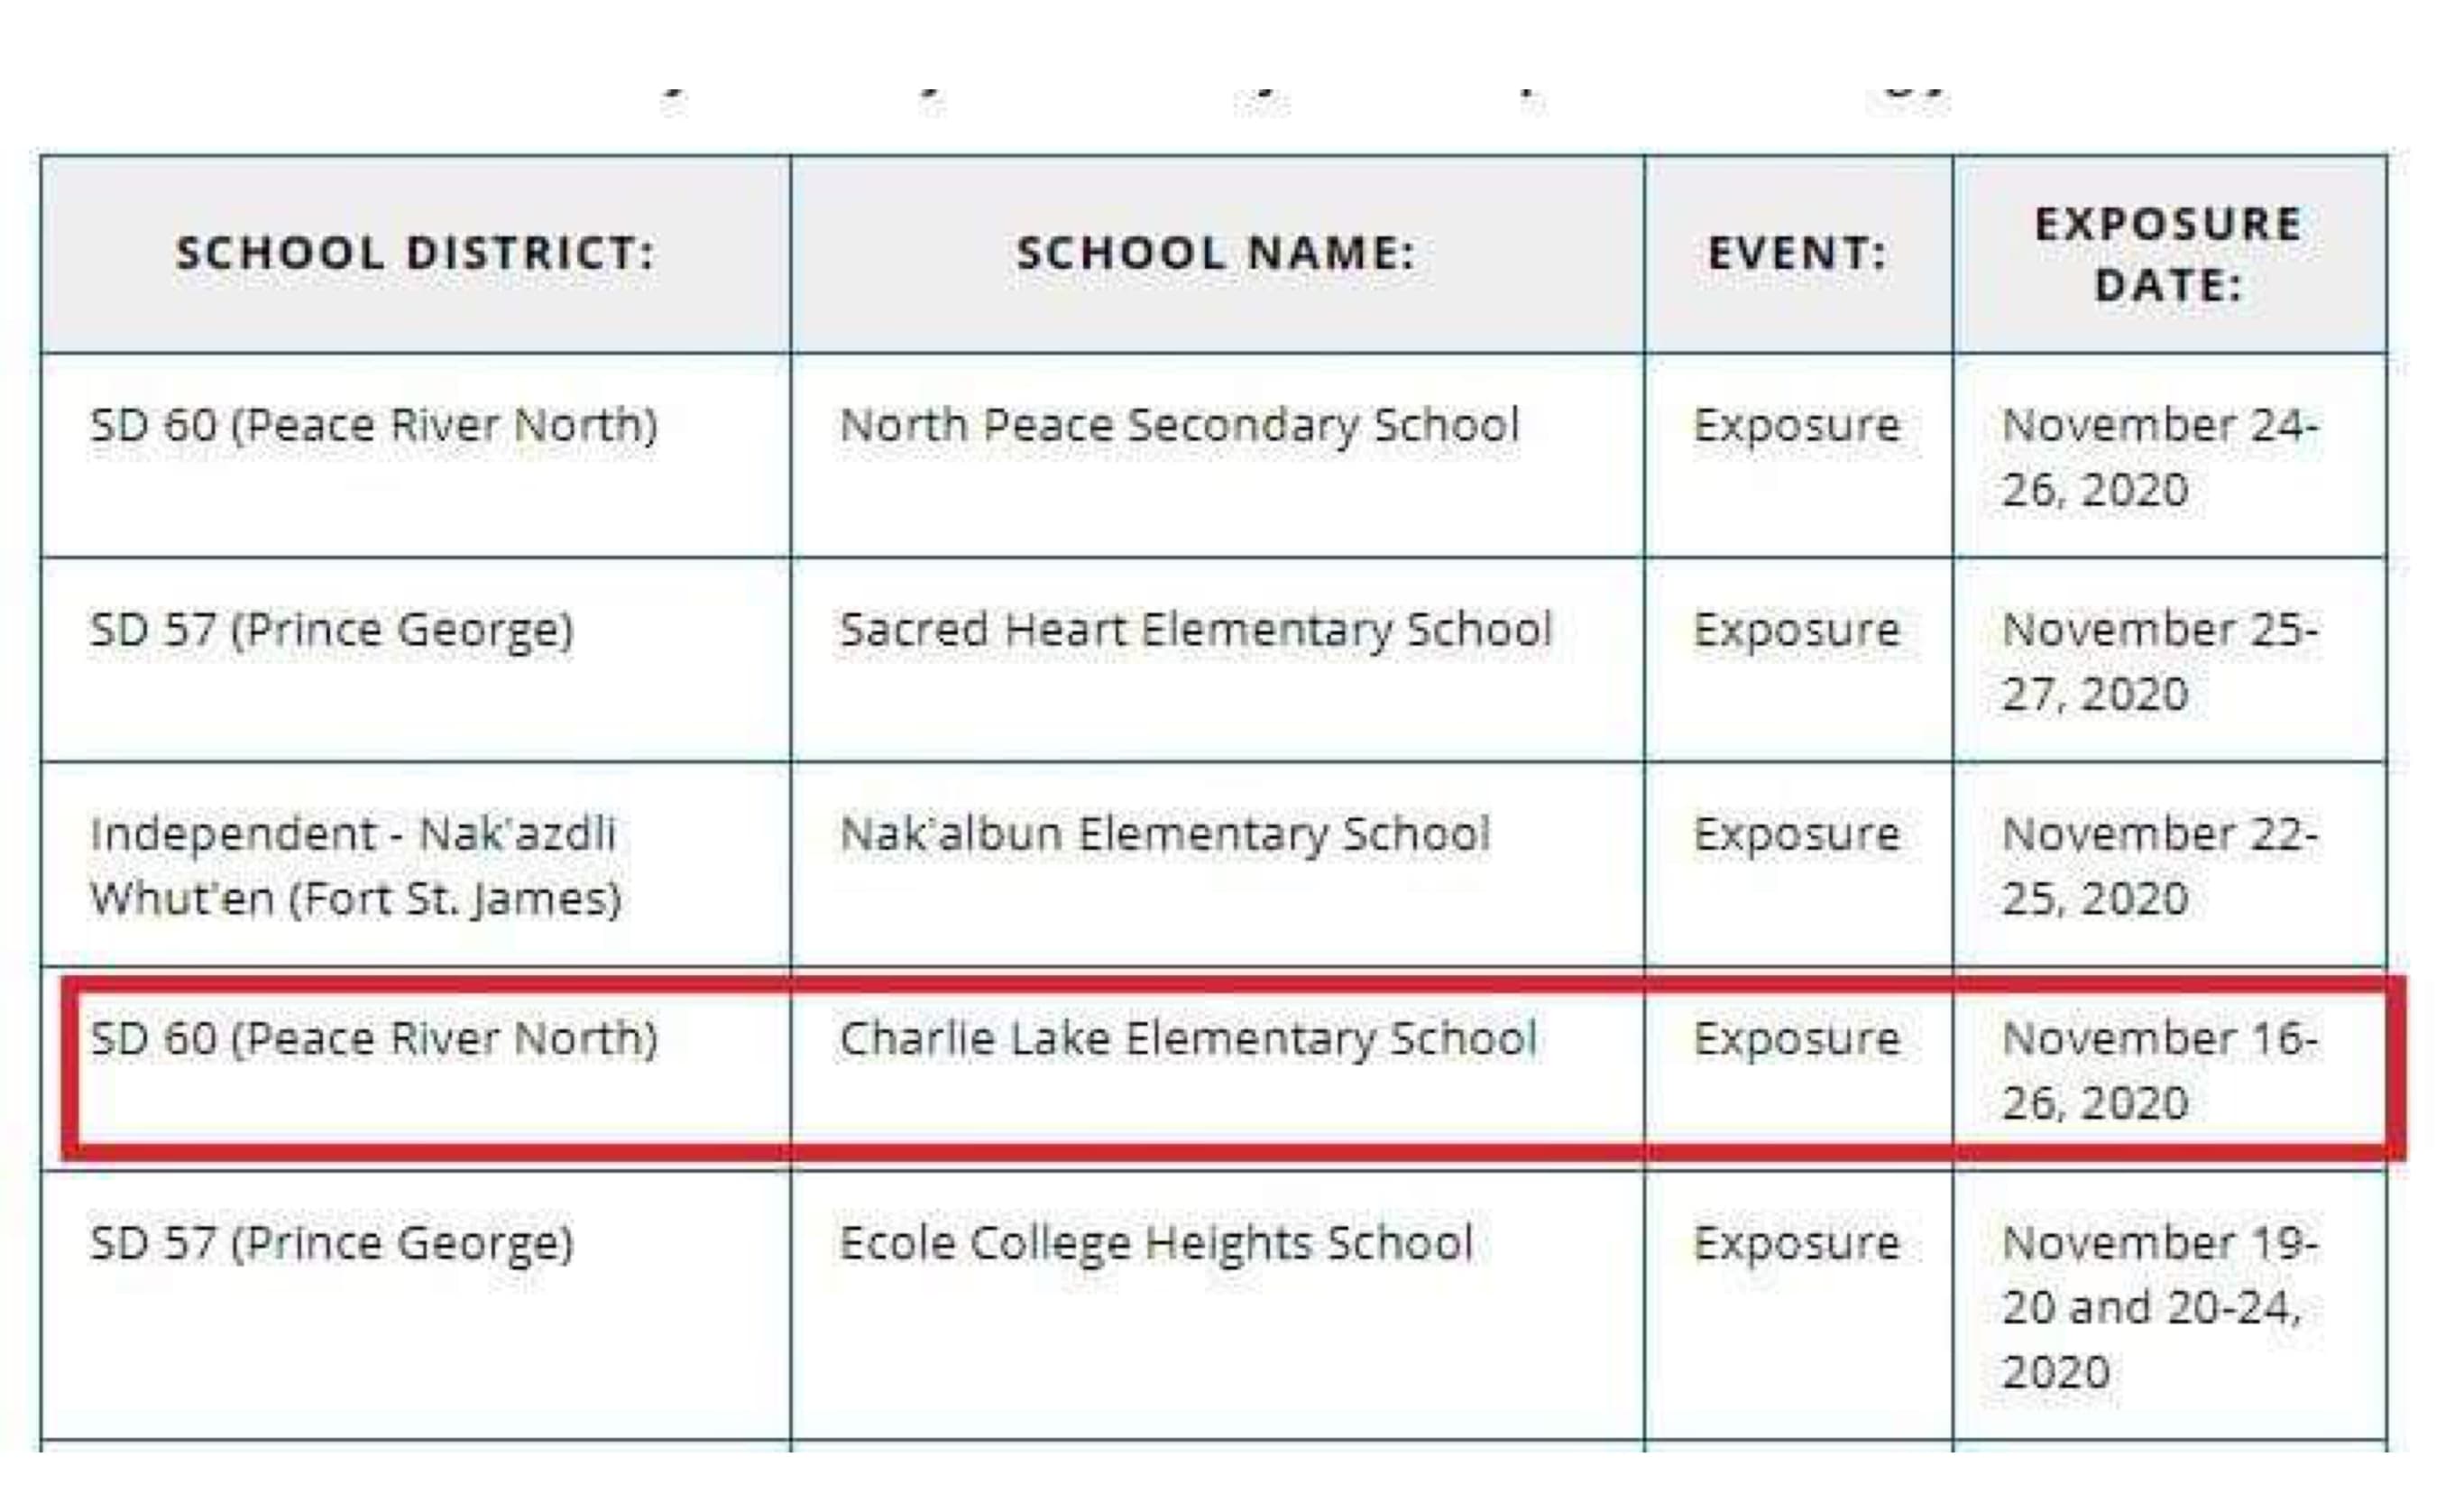 SCHOOL DISTRICT: SCHOOL NAME: EVENT: EXPOSURE
DATE:
SD 60 (Peace River North) North Peace Secondary School Exposure November 24-
26, 2020
SD 57 (Prince George) Sacred Heart Elementary School Exposure November 25-
27, 2020
Independent - Nak'azdli Nak'albun Elementary School Exposure November 22-
Whut'en (Fort St. James) 25, 2020
SD 60 (Peace River North) Charlie Lake Elementary School Exposure November 16-
26, 2020
SD 57 (Prince George) Ecole College Heights School Exposure November 19-
20 and 20-24,
2020